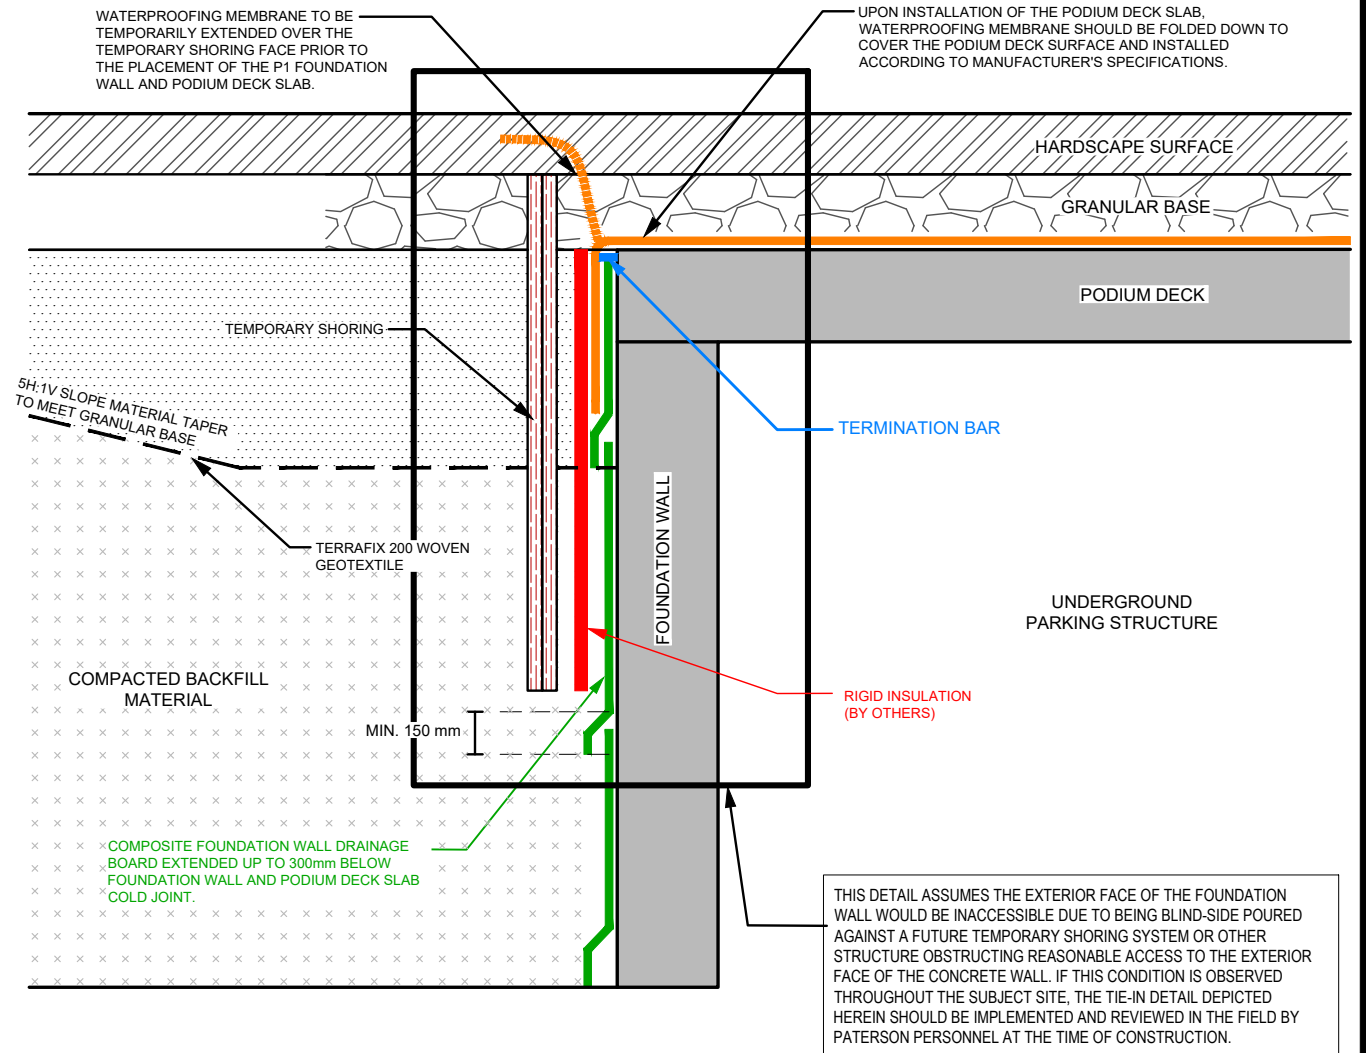 WATERPROOFING MEMBRANE TO BE
TEMPORARILY EXTENDED OVER THE
TEMPORARY SHORING FACE PRIOR TO
THE PLACEMENT OF THE P1 FOUNDATION
WALL AND PODIUM DECK SLAB.
UPON INSTALLATION OF THE PODIUM DECK SLAB,
WATERPROOFING MEMBRANE SHOULD BE FOLDED DOWN TO
COVER THE PODIUM DECK SURFACE AND INSTALLED
ACCORDING TO MANUFACTURER'S SPECIFICATIONS.
HARDSCAPE SURFACE
GRANULAR BASE
PODIUM DECK
TEMPORARY SHORING
5H:1V SLOPE MATERIAL TAPER
TO MEET GRANULAR BASE
TERMINATION BAR
FOUNDATION WALL
TERRAFIX 200 WOVEN
GEOTEXTILE
UNDERGROUND
PARKING STRUCTURE
COMPACTED BACKFILL
MATERIAL
RIGID INSULATION
(BY OTHERS)
MIN. 150 mm
COMPOSITE FOUNDATION WALL DRAINAGE
BOARD EXTENDED UP TO 300mm BELOW
FOUNDATION WALL AND PODIUM DECK SLAB
COLD JOINT.
THIS DETAIL ASSUMES THE EXTERIOR FACE OF THE FOUNDATION
WALL WOULD BE INACCESSIBLE DUE TO BEING BLIND-SIDE POURED
AGAINST A FUTURE TEMPORARY SHORING SYSTEM OR OTHER
STRUCTURE OBSTRUCTING REASONABLE ACCESS TO THE EXTERIOR
FACE OF THE CONCRETE WALL. IF THIS CONDITION IS OBSERVED
THROUGHOUT THE SUBJECT SITE, THE TIE-IN DETAIL DEPICTED
HEREIN SHOULD BE IMPLEMENTED AND REVIEWED IN THE FIELD BY
PATERSON PERSONNEL AT THE TIME OF CONSTRUCTION.